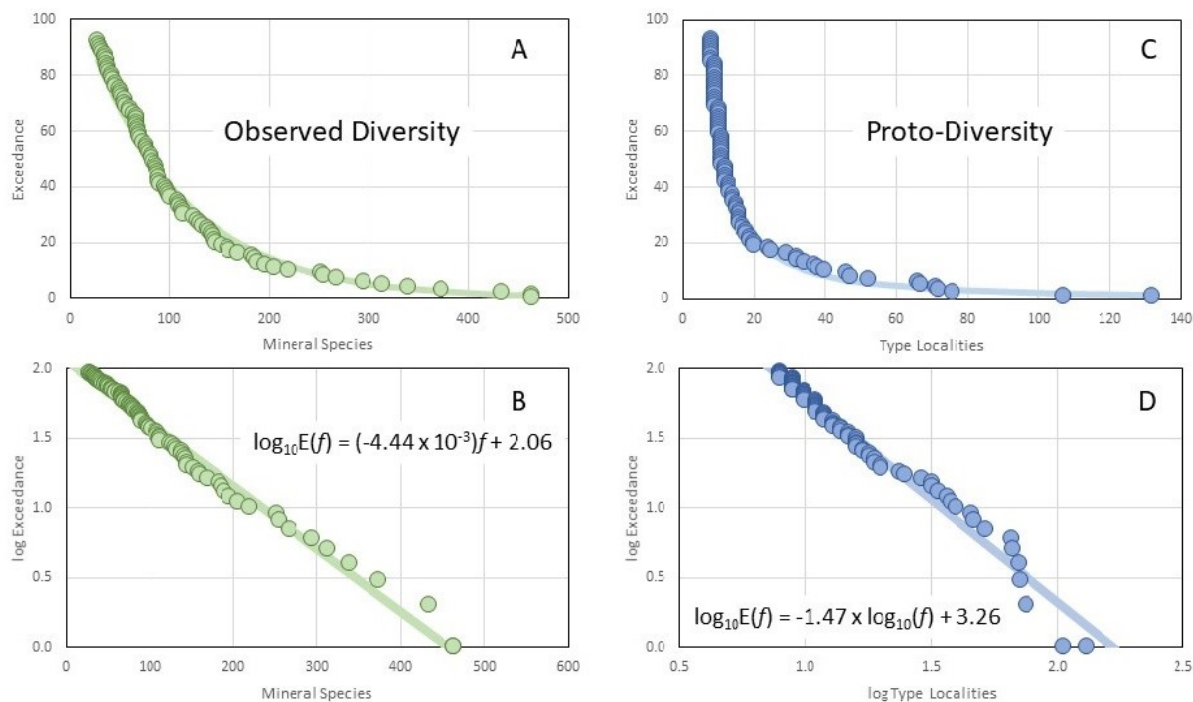 A
Observed Diversity
100
80
60
40
20
0
Exceedance
0 100 200 300 400 500
Mineral Species
C
Proto-Diversity
100
80
60
40
20
0
Exceedance
0 20 40 60 80 100 120 140
Type Localities
B
log₁₀E(f) = (-4.44 x 10⁻³)f + 2.06
2.0
1.5
1.0
0.5
0.0
log Exceedance
0 100 200 300 400 500 600
Mineral Species
D
log₁₀E(f) = -1.47 x log₁₀(f) + 3.26
2.0
1.5
1.0
0.5
0.0
log Exceedance
0.5 1.0 1.5 2.0 2.5
log Type Localities